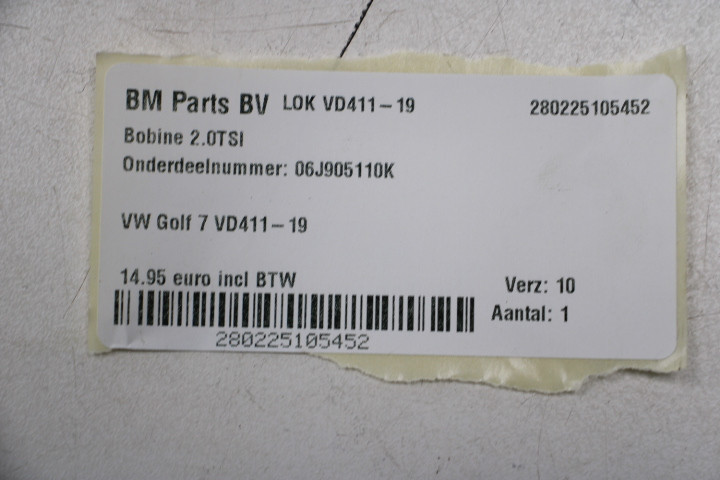 BM Parts BV LOK VD411-19 280225105452
Bobine 2.0TSI
Onderdeelnummer: 06J905110K
VW Golf 7 VD411-19
14.95 euro incl BTW Verz: 10
Aantal: 1
280225105452